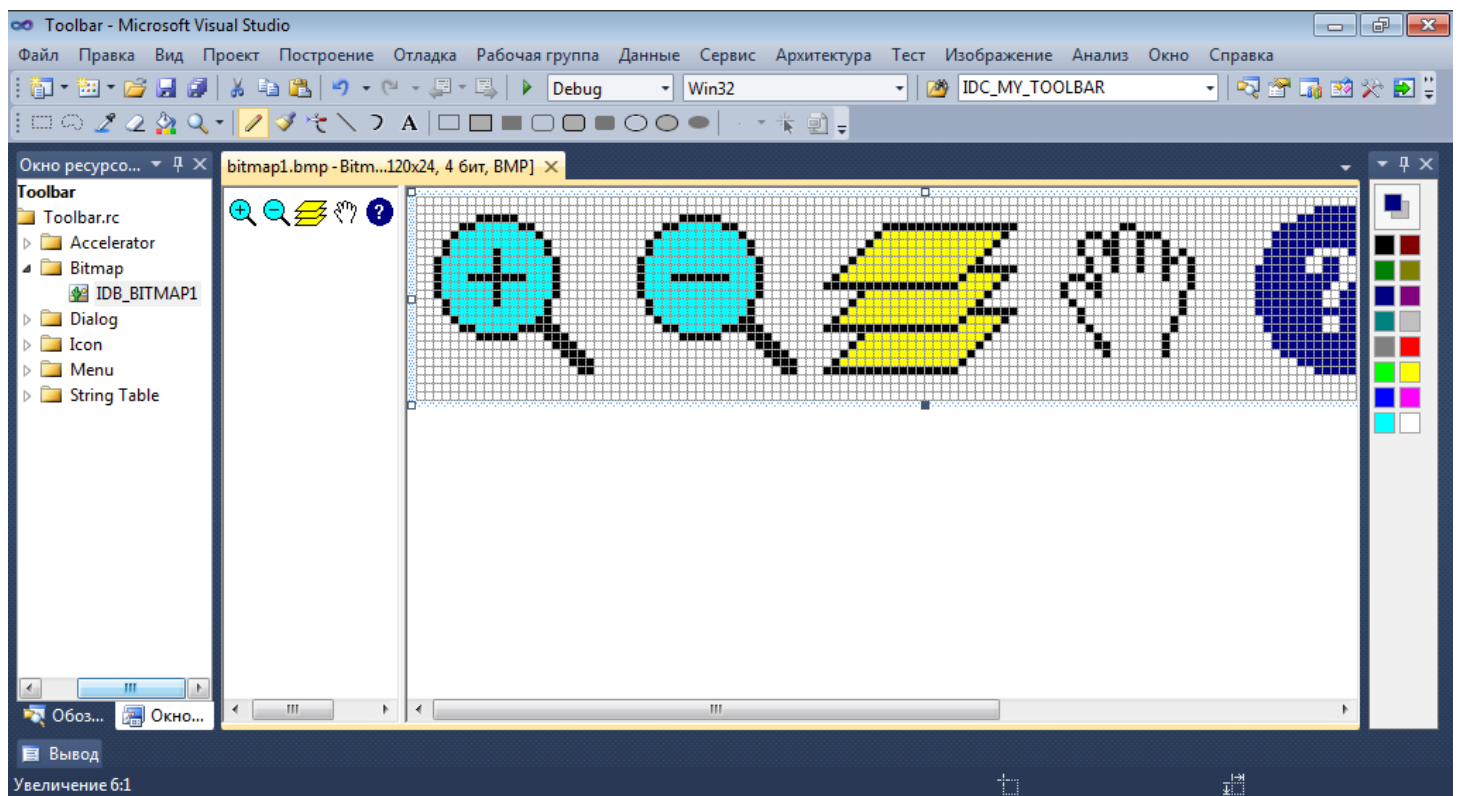 Toolbar - Microsoft Visual Studio
Файл Правка Вид Проект Построение Отладка Рабочая группа Данные Сервис Архитектура Тест Изображение Анализ Окно Справка
Debug Win32 IDC_MY_TOOLBAR
A
Окно ресурсо... bitmap1.bmp - Bitm...120x24, 4 бит, BMP]
Toolbar
Toolbar.rc
Accelerator
Bitmap
IDB_BITMAP1
Dialog
Icon
Menu
String Table
Обоз... Окно...
Вывод
Увеличение 6:1